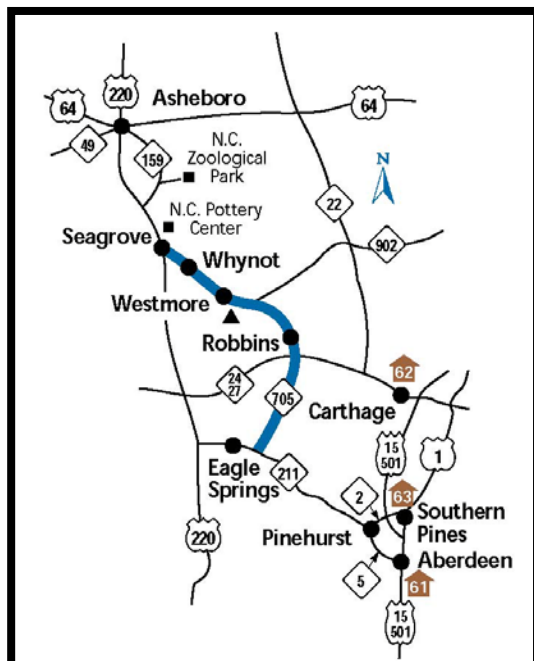 220
64
Asheboro
64
49
159
N.C.
Zoological
Park
N
22
N.C. Pottery
Center
902
Seagrove
Whynot
Westmore
Robbins
24
27
62
705
Carthage
15
501
1
Eagle
Springs
211
2
63
Southern
Pines
Pinehurst
220
5
Aberdeen
61
15
501